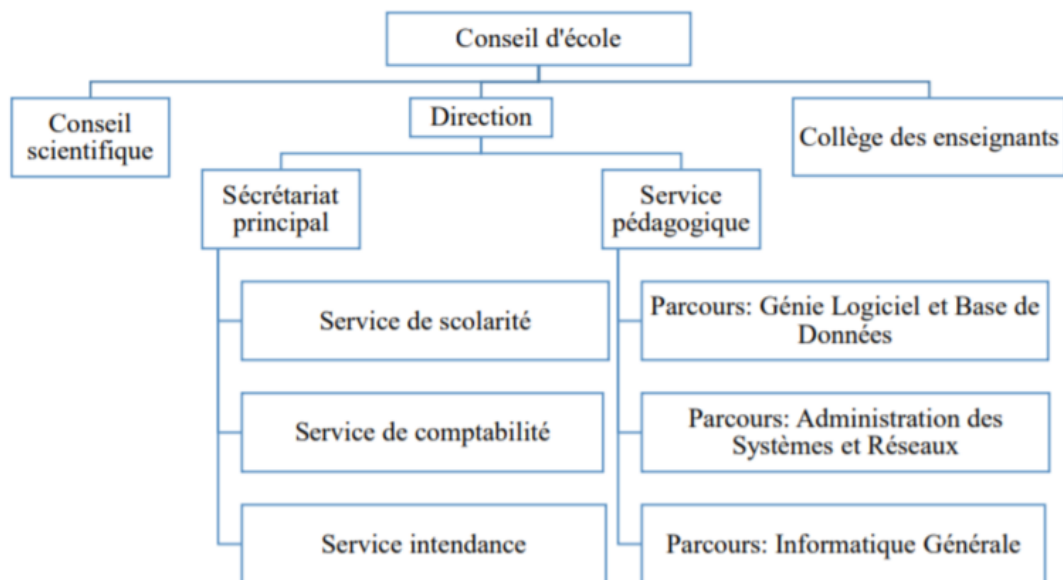 Conseil d'école
Conseil
scientifique
Direction
Collège des enseignants
Sécrétariat
principal
Service
pédagogique
Service de scolarité
Parcours: Génie Logiciel et Base de
Données
Service de comptabilité
Parcours: Administration des
Systèmes et Réseaux
Service intendance
Parcours: Informatique Générale